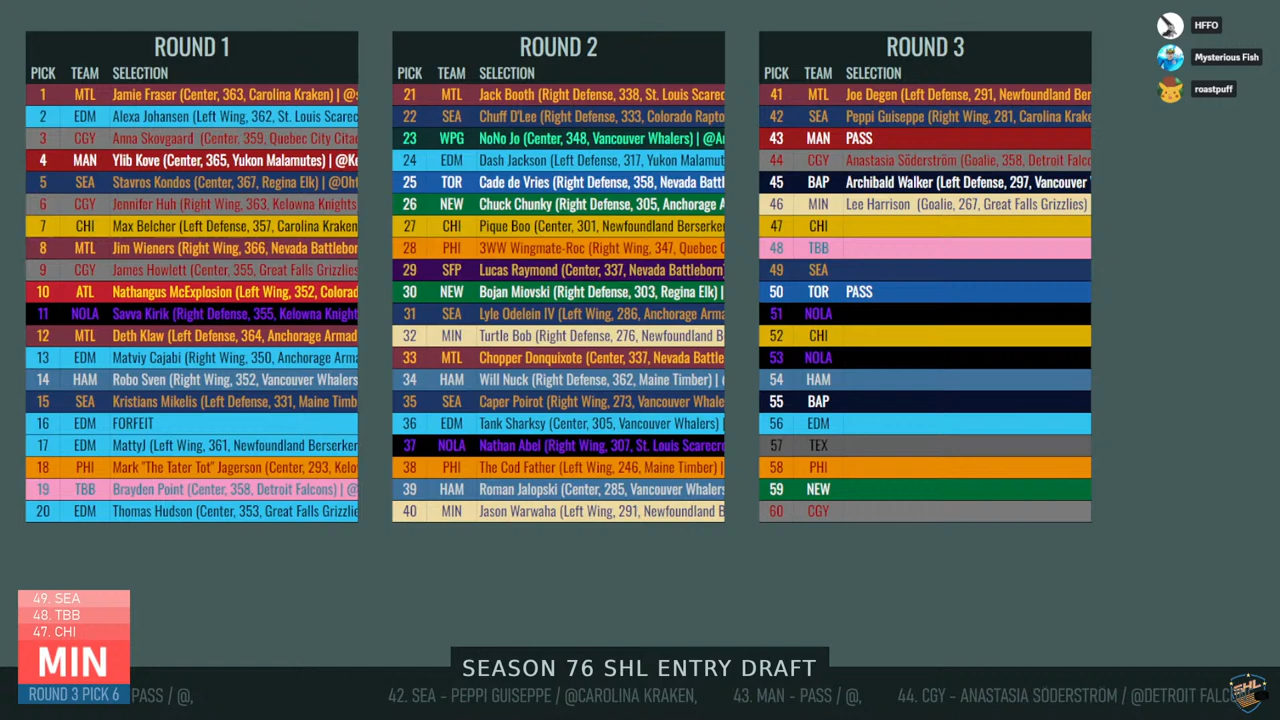 ROUND 1
PICK TEAM SELECTION
1 MTL Jamie Fraser (Center, 363, Carolina Kraken) | @
2 EDM Alexa Johansen (Left Wing, 362, St. Louis Scarec
3 CGY Anna Skovgaard (Center, 359, Quebec City Citad
4 MAN Ylib Kove (Center, 365, Yukon Malamutes) | @K
5 SEA Stavros Kondos (Center, 367, Regina Elk) | @Oh
6 CGY Jennifer Huh (Right Wing, 363, Kelowna Knights
7 CHI Max Belcher (Left Defense, 357, Carolina Kraken
8 MTL Jim Wieners (Right Wing, 366, Nevada Battlebor
9 CGY James Howlett (Center, 355, Great Falls Grizzlie
10 ATL Nathangus McExplosion (Left Wing, 352, Colorad
11 NOLA Savva Kirik (Right Defense, 355, Kelowna Knight
12 MTL Deth Klaw (Left Defense, 364, Anchorage Armad
13 EDM Matviy Cajabi (Right Wing, 350, Anchorage Arma
14 HAM Robo Sven (Right Wing, 352, Vancouver Whalers
15 SEA Kristians Mikelis (Left Defense, 331, Maine Timb
16 EDM FORFEIT
17 EDM MattyJ (Left Wing, 361, Newfoundland Berserker
18 PHI Mark "The Tater Tot" Jagerson (Center, 293, Kelo
19 TBB Brayden Point (Center, 358, Detroit Falcons) | @
20 EDM Thomas Hudson (Center, 353, Great Falls Grizzlie
ROUND 2
PICK TEAM SELECTION
21 MTL Jack Booth (Right Defense, 338, St. Louis Scarec
22 SEA Chuff D'Lee (Right Defense, 333, Colorado Rapto
23 WPG NoNo Jo (Center, 348, Vancouver Whalers) | @A
24 EDM Dash Jackson (Left Defense, 317, Yukon Malamut
25 TOR Cade de Vries (Right Defense, 358, Nevada Battl
26 NEW Chuck Chunky (Right Defense, 305, Anchorage A
27 CHI Pique Boo (Center, 301, Newfoundland Berserker
28 PHI 3WW Wingmate-Roc (Right Wing, 347, Quebec C
29 SFP Lucas Raymond (Center, 337, Nevada Battleborn)
30 NEW Bojan Miovski (Right Defense, 303, Regina Elk) |
31 SEA Lyle Odelein IV (Left Wing, 286, Anchorage Arma
32 MIN Turtle Bob (Right Defense, 276, Newfoundland B
33 MTL Chopper Donquixote (Center, 337, Nevada Battle
34 HAM Will Nuck (Right Defense, 362, Maine Timber) |
35 SEA Caper Poirot (Right Wing, 273, Vancouver Whale
36 EDM Tank Sharksy (Center, 305, Vancouver Whalers) |
37 NOLA Nathan Abel (Right Wing, 307, St. Louis Scarecro
38 PHI The Cod Father (Left Wing, 246, Maine Timber) |
39 HAM Roman Jalopski (Center, 285, Vancouver Whalers
40 MIN Jason Warwaha (Left Wing, 291, Newfoundland B
ROUND 3
PICK TEAM SELECTION
41 MTL Joe Degen (Left Defense, 291, Newfoundland Ber
42 SEA Peppi Guiseppe (Right Wing, 281, Carolina Krake
43 MAN PASS
44 CGY Anastasia Söderström (Goalie, 358, Detroit Falco
45 BAP Archibald Walker (Left Defense, 297, Vancouver
46 MIN Lee Harrison (Goalie, 267, Great Falls Grizzlies)
47 CHI
48 TBB
49 SEA
50 TOR PASS
51 NOLA
52 CHI
53 NOLA
54 HAM
55 BAP
56 EDM
57 TEX
58 PHI
59 NEW
60 CGY
HFFO
Mysterious Fish
roastpuff
49. SEA
48. TBB
47. CHI
MIN
ROUND 3 PICK 6
SEASON 76 SHL ENTRY DRAFT
PASS / @, 42. SEA - PEPPI GUISEPPE / @CAROLINA KRAKEN, 43. MAN - PASS / @, 44. CGY - ANASTASIA SÖDERSTRÖM / @DETROIT FALC
SHL